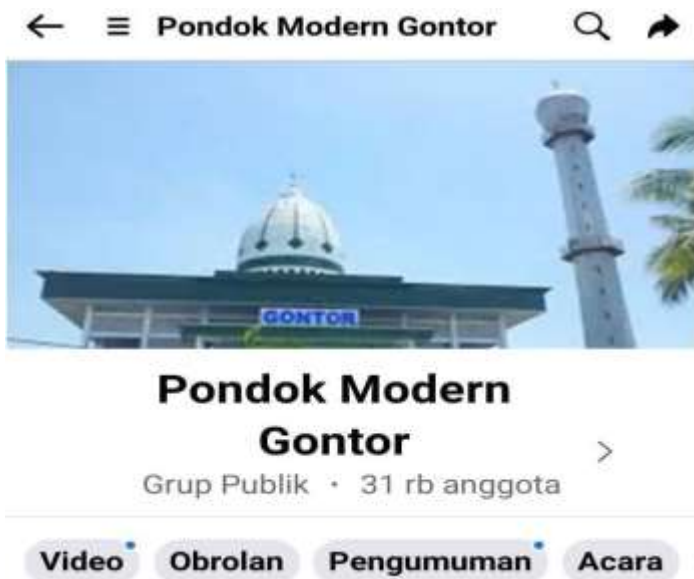 Pondok Modern Gontor
GONTOR
Pondok Modern
Gontor
Grup Publik · 31 rb anggota
Video Obrolan Pengumuman Acara